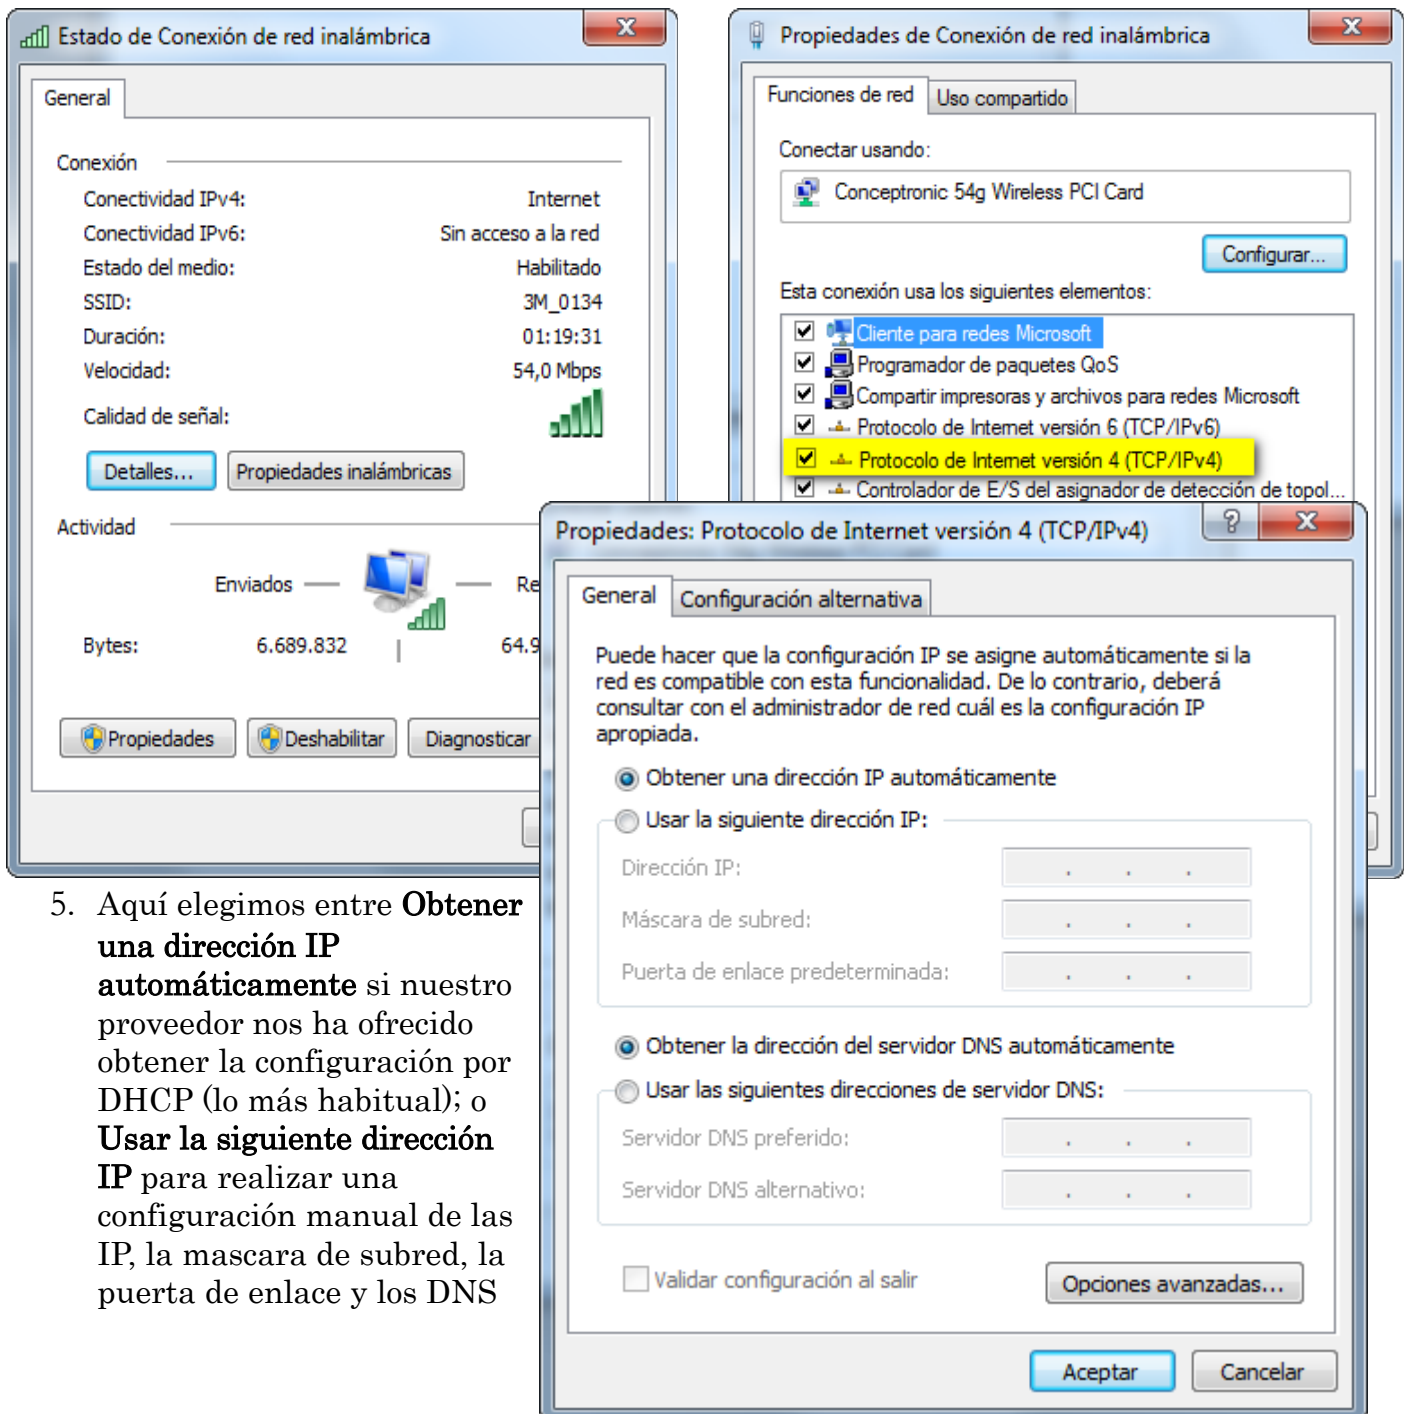 Estado de Conexión de red inalámbrica
General
Conexión
Conectividad IPv4: Internet
Conectividad IPv6: Sin acceso a la red
Estado del medio: Habilitado
SSID: 3M_0134
Duración: 01:19:31
Velocidad: 54,0 Mbps
Calidad de señal:
Detalles... Propiedades inalámbricas
Actividad
Enviados
Bytes: 6.689.832
Propiedades Deshabilitar Diagnosticar
Propiedades de Conexión de red inalámbrica
Funciones de red Uso compartido
Conectar usando:
Conceptronic 54g Wireless PCI Card
Configurar...
Esta conexión usa los siguientes elementos:
Cliente para redes Microsoft
Programador de paquetes QoS
Compartir impresoras y archivos para redes Microsoft
Protocolo de Internet versión 6 (TCP/IPv6)
Protocolo de Internet versión 4 (TCP/IPv4)
Controlador de E/S del asignador de detección de topol...
Propiedades: Protocolo de Internet versión 4 (TCP/IPv4)
General Configuración alternativa
Puede hacer que la configuración IP se asigne automáticamente si la
red es compatible con esta funcionalidad. De lo contrario, deberá
consultar con el administrador de red cuál es la configuración IP
apropiada.
Obtener una dirección IP automáticamente
Usar la siguiente dirección IP:
Dirección IP:
Máscara de subred:
Puerta de enlace predeterminada:
Obtener la dirección del servidor DNS automáticamente
Usar las siguientes direcciones de servidor DNS:
Servidor DNS preferido:
Servidor DNS alternativo:
Validar configuración al salir
Opciones avanzadas...
Aceptar Cancelar
5. Aquí elegimos entre Obtener
una dirección IP
automáticamente si nuestro
proveedor nos ha ofrecido
obtener la configuración por
DHCP (lo más habitual); o
Usar la siguiente dirección
IP para realizar una
configuración manual de las
IP, la mascara de subred, la
puerta de enlace y los DNS